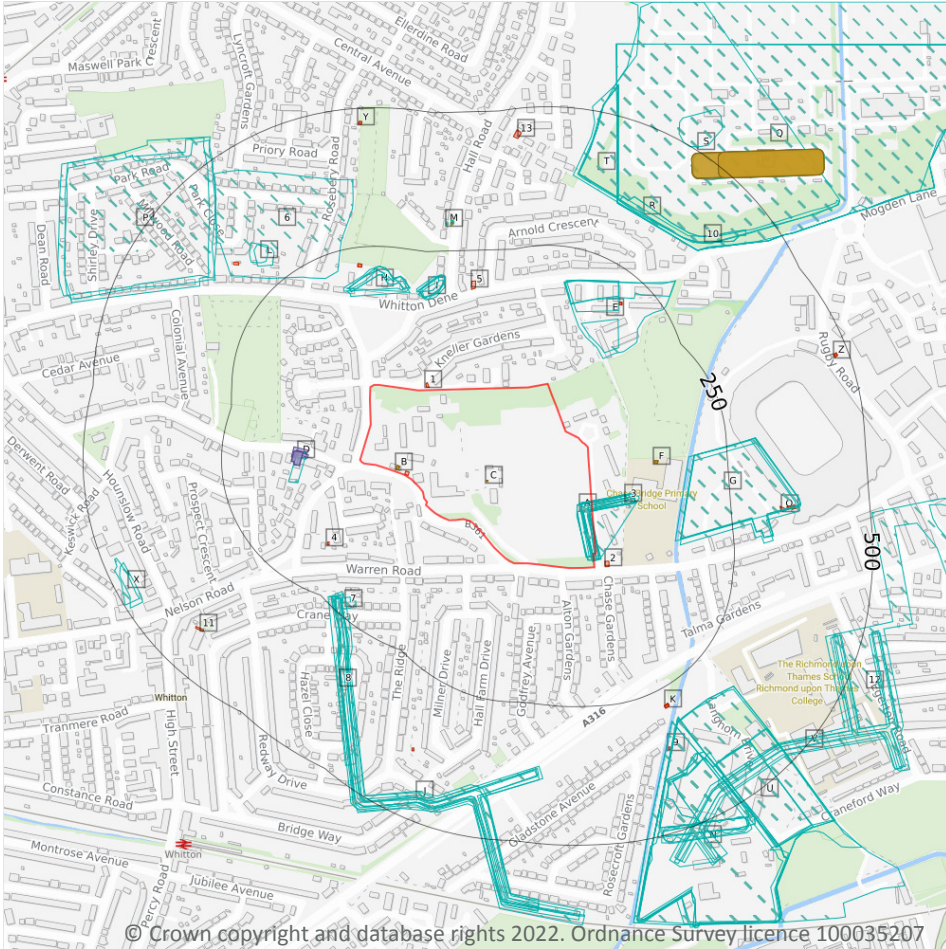 Ellerdine Road
Maswell Park Crescent
Lyncroft Gardens
Central Avenue
Y
13
Hall Road
S
Q
Priory Road
T
Park Road
Rosebery Road
R
Mogden Lane
Dean Road
Shirley Drive
P
6
M
Arnold Crescent
10
5
Whitton Dene
E
Colonial Avenue
Kneller Gardens
Rugby Road
Z
Cedar Avenue
1
250
Derwent Road
B
C
F
G
Chase Bridge Primary
School
3
Hounslow Road
Keswick Road
Prospect Crescent
B361
4
2
500
X
Warren Road
Nelson Road
7
Crane Way
Chase Gardens
Talma Gardens
11
Alton Gardens
The Ridge
Milner Drive
Hall Farm Drive
Godfrey Avenue
The Richmond upon
Thames School
Richmond upon Thames
College
8
Hazel Close
12
Whitton
K
Tranmere Road
A316
High Street
9
Redway Drive
J
U
Constance Road
Gladstone Avenue
Craneford Way
Bridge Way
Rosecroft Gardens
Whitton
Montrose Avenue
Percy Road
Jubilee Avenue
© Crown copyright and database rights 2022. Ordnance Survey licence 100035207